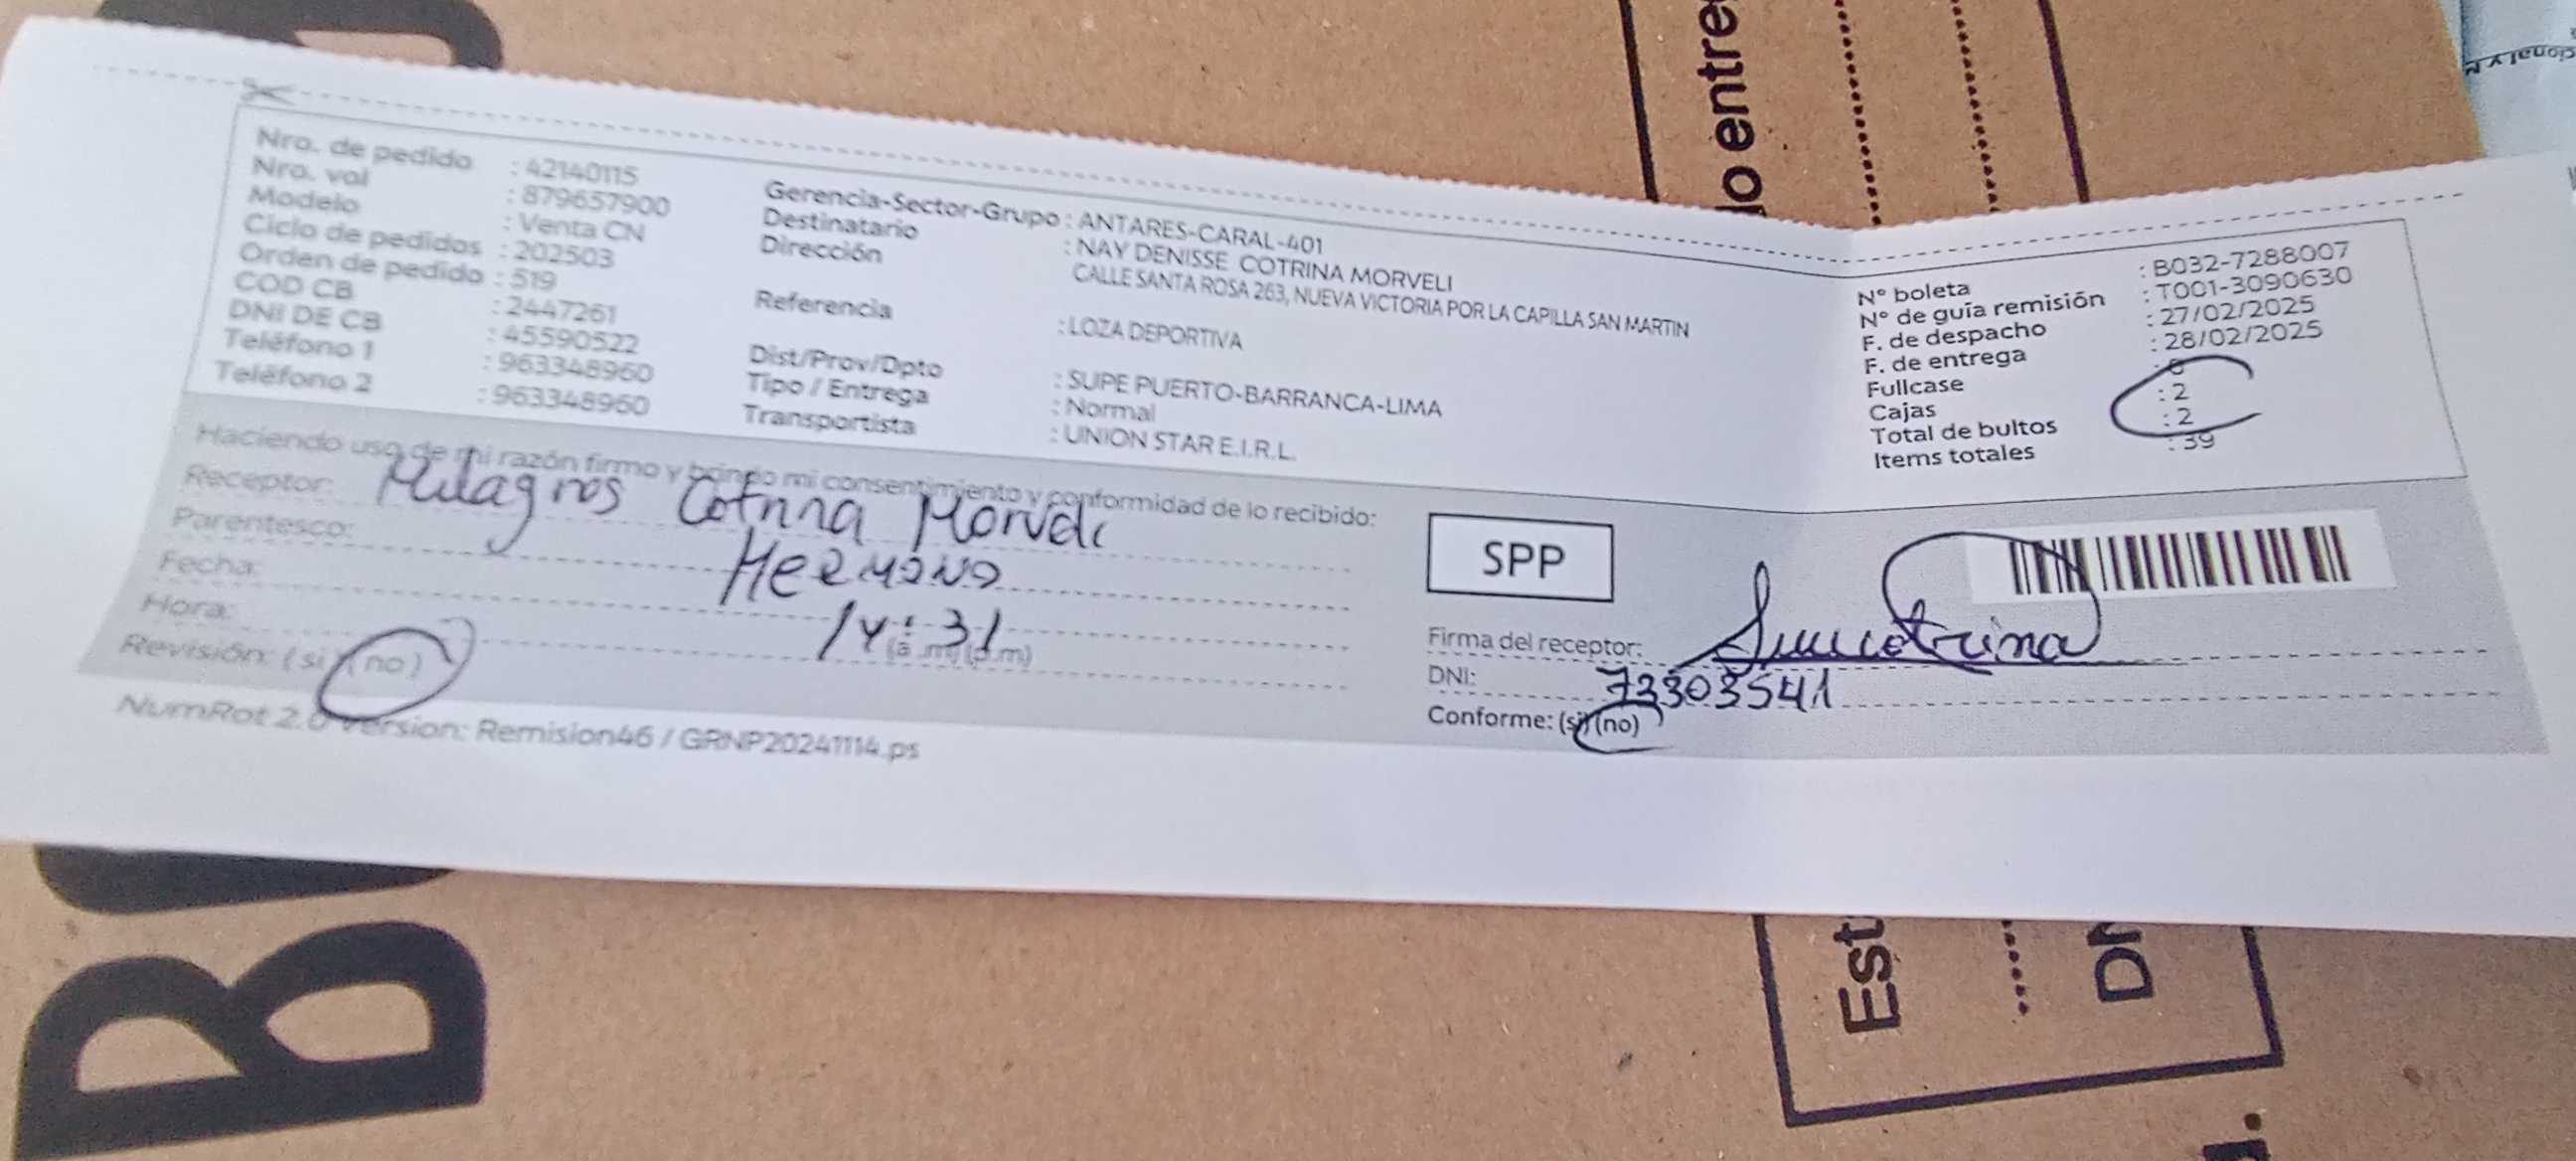 Nro. de pedido : 42140115
Nro. val : 879657900
Modelo : Venta CN
Ciclo de pedidos : 202503
Orden de pedido : 519
COD CB : 2447261
DNI DE CB : 45590522
Teléfono 1 : 963348960
Teléfono 2 : 963348960
Gerencia-Sector-Grupo : ANTARES-CARAL-401
Destinatario : NAY DENISSE COTRINA MORVELI
Dirección CALLE SANTA ROSA 263, NUEVA VICTORIA POR LA CAPILLA SAN MARTIN
Referencia : LOZA DEPORTIVA
Dist/Prov/Dpto : SUPE PUERTO-BARRANCA-LIMA
Tipo / Entrega : Normal
Transportista : UNION STAR E.I.R.L.
N° boleta : B032-7288007
N° de guía remisión : T001-3090630
F. de despacho : 27/02/2025
F. de entrega : 28/02/2025
Fullcase : 0
Cajas : 2
Total de bultos : 2
Items totales : 39
Haciendo uso de mi razón firmo y brindo mi consentimiento y conformidad de lo recibido:
Receptor: Milagros Cotrina Morveli
Parentesco: Hermana
Fecha:
Hora: 14:31 (a.m) (p.m)
Revisión: (si) (no)
SPP
Firma del receptor: Smcotrina
DNI: 73303541
Conforme: (si) (no)
NumRot 2.0 Version: Remision46 / GRNP20241114.ps
entre
Est